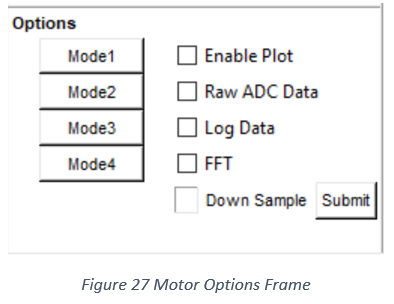 Options
Mode1 Enable Plot
Mode2 Raw ADC Data
Mode3 Log Data
Mode4 FFT
Down Sample Submit
Figure 27 Motor Options Frame